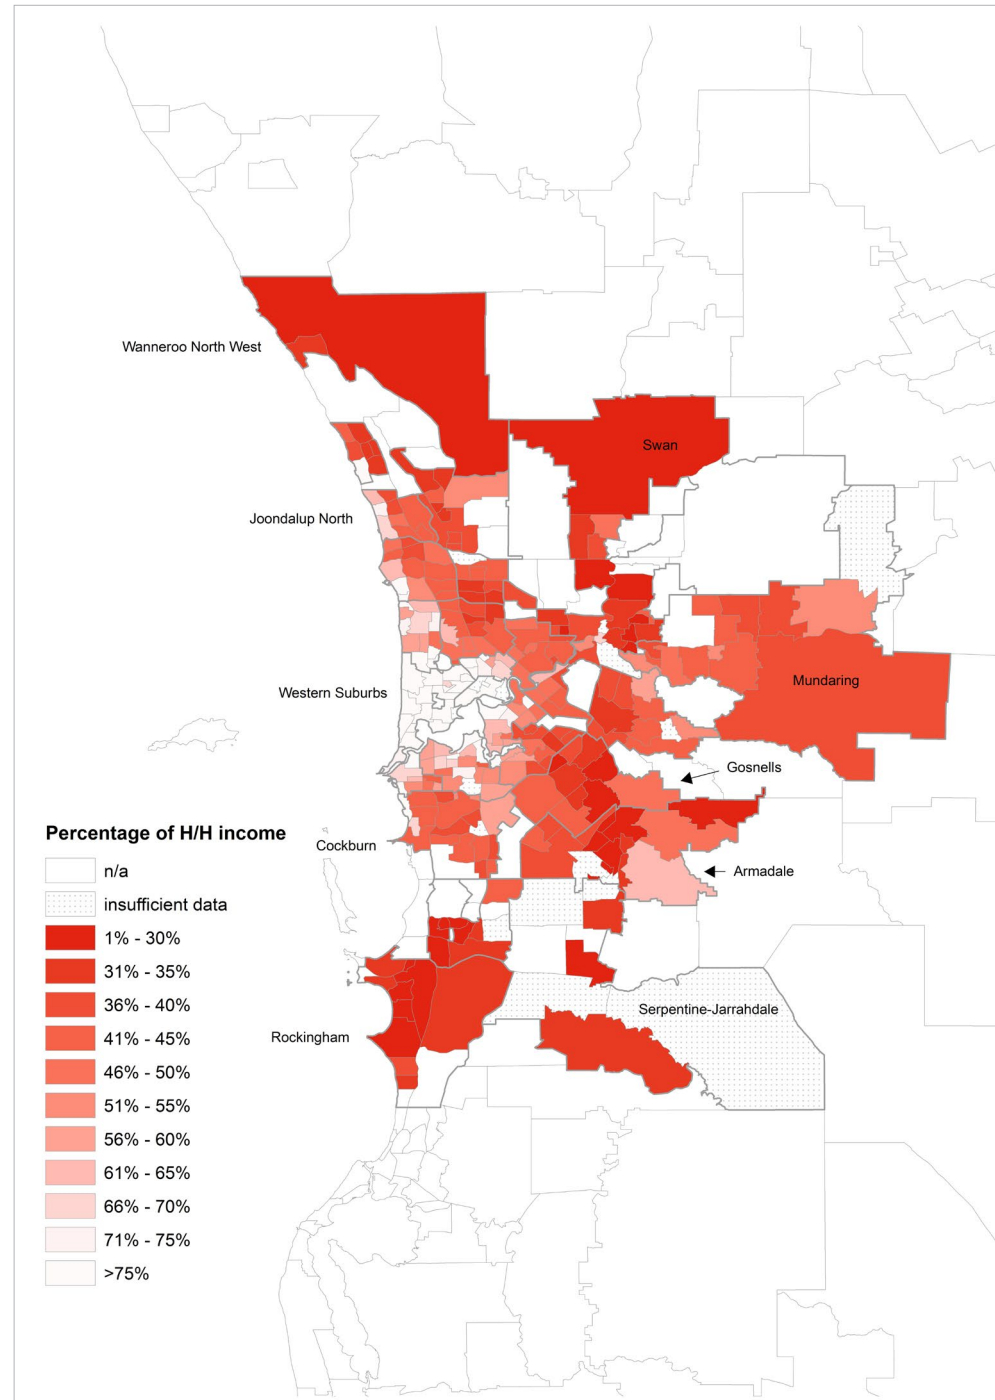 Wanneroo North West
Swan
Joondalup North
Western Suburbs
Mundaring
Gosnells
Cockburn
Armadale
Serpentine-Jarrahdale
Rockingham
Percentage of H/H income
n/a
insufficient data
1% - 30%
31% - 35%
36% - 40%
41% - 45%
46% - 50%
51% - 55%
56% - 60%
61% - 65%
66% - 70%
71% - 75%
>75%